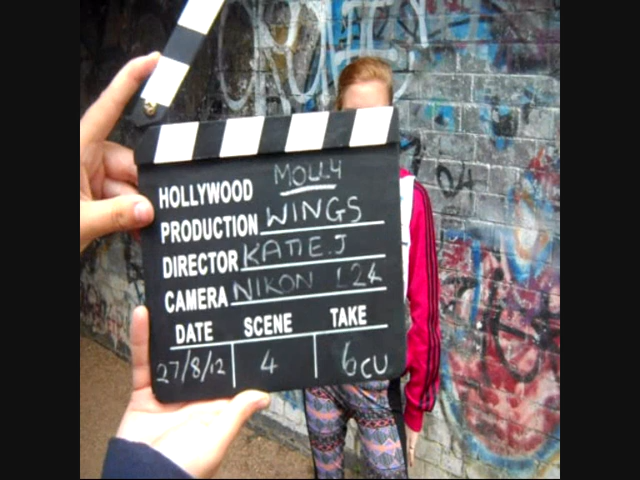 HOLLYWOOD MOLLY
PRODUCTION WINGS
DIRECTOR KATIE.J
CAMERA NIKON L24
DATE SCENE TAKE
27/8/12 4 6CU